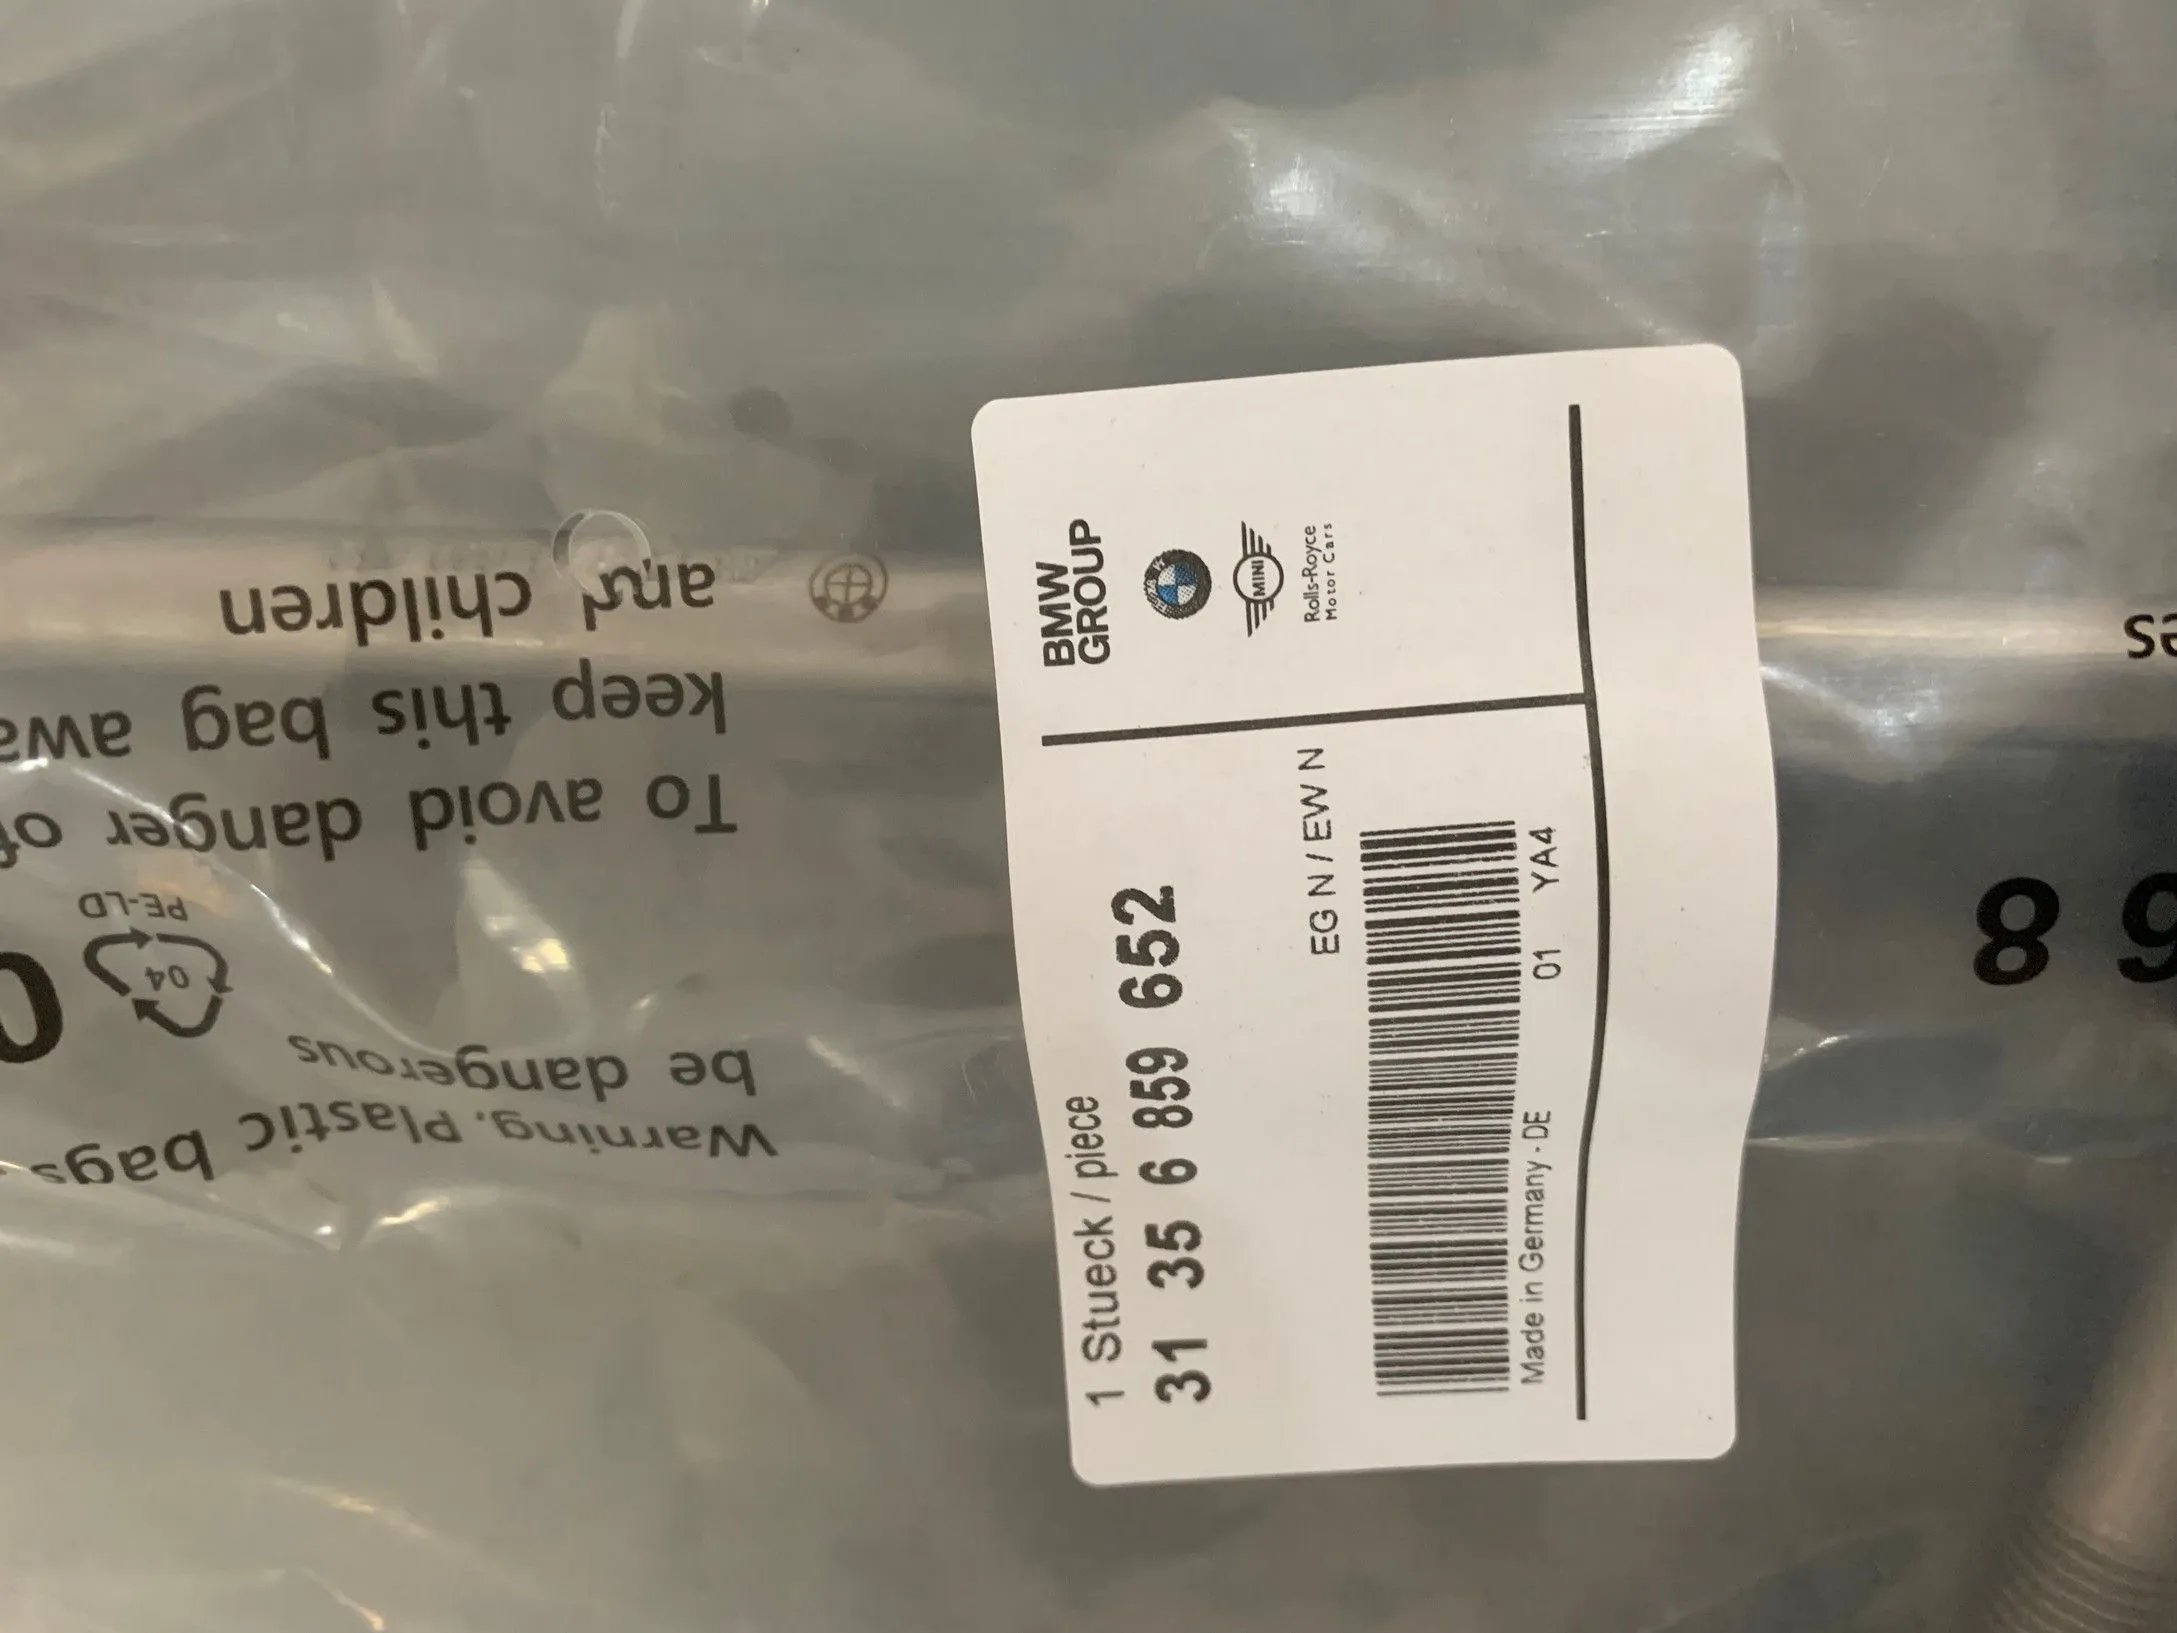 1 Stueck / piece
31 35 6 859 652
EG N / EW N
01 YA4
Made in Germany - DE
BMW
GROUP
MINI
Rolls-Royce
Motor Cars
Warning. Plastic bags
be dangerous
04
PE-LD
To avoid danger of
keep this bag
and children
6 8